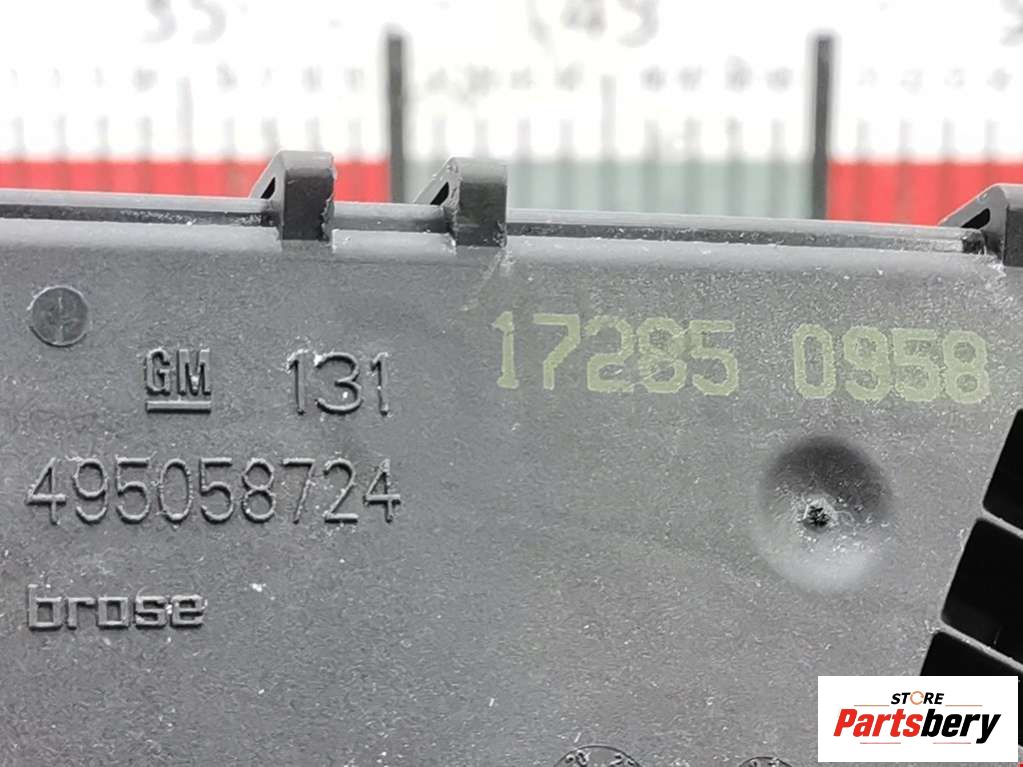 GM 131
17285 0958
495058724
brose
STORE
Partsbery